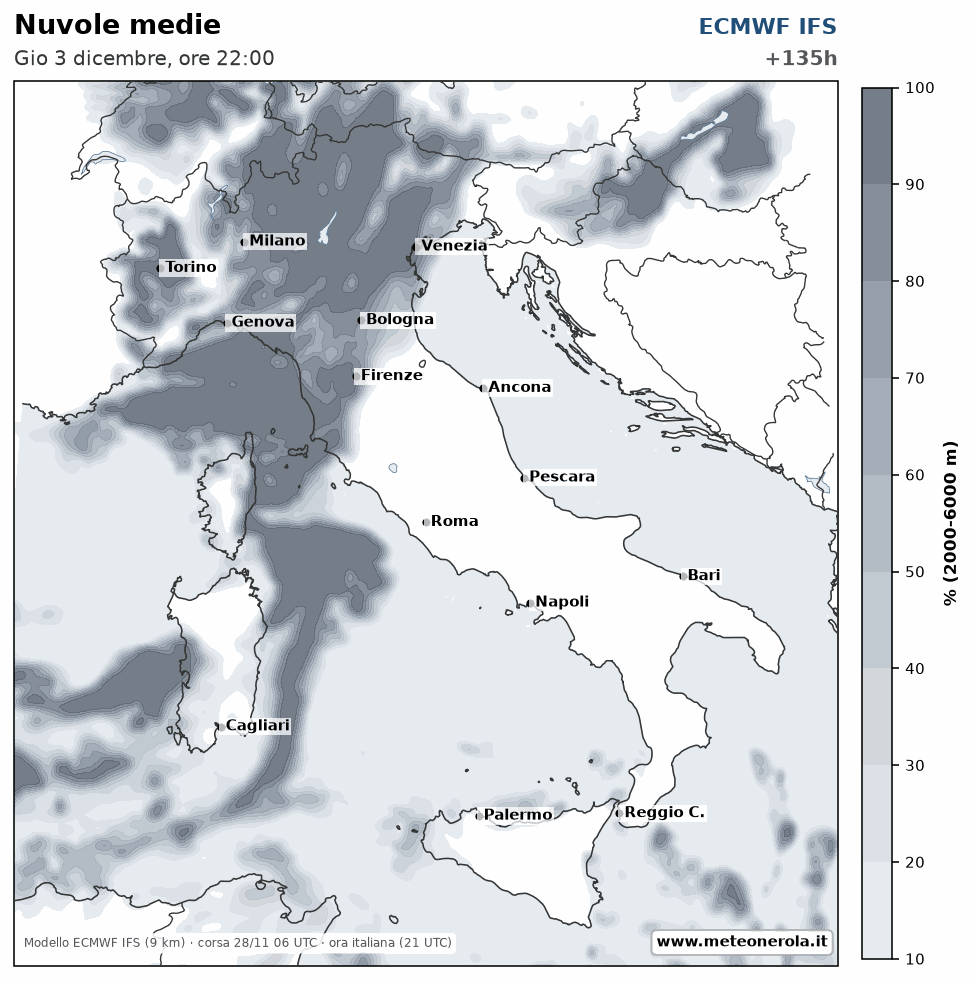 Nuvole medie
ECMWF IFS
Gio 3 dicembre, ore 22:00
+135h
100
90
80
70
60
50
40
30
20
10
% (2000-6000 m)
Milano
Venezia
Torino
Genova
Bologna
Firenze
Ancona
Pescara
Roma
Bari
Napoli
Cagliari
Palermo
Reggio C.
Modello ECMWF IFS (9 km) · corsa 28/11 06 UTC · ora italiana (21 UTC)
www.meteonerola.it